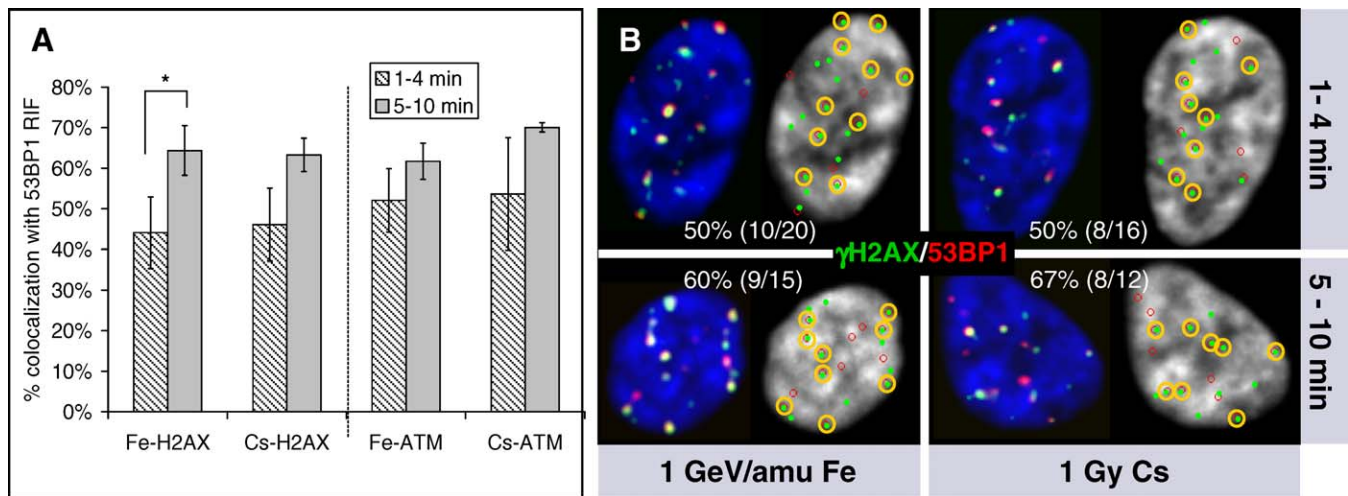 A
% colocalization with 53BP1 RIF
80%
70%
60%
50%
40%
30%
20%
10%
0%
*
1-4 min
5-10 min
Fe-H2AX
Cs-H2AX
Fe-ATM
Cs-ATM
B
50% (10/20)
50% (8/16)
γH2AX/53BP1
60% (9/15)
67% (8/12)
1- 4 min
5 - 10 min
1 GeV/amu Fe
1 Gy Cs